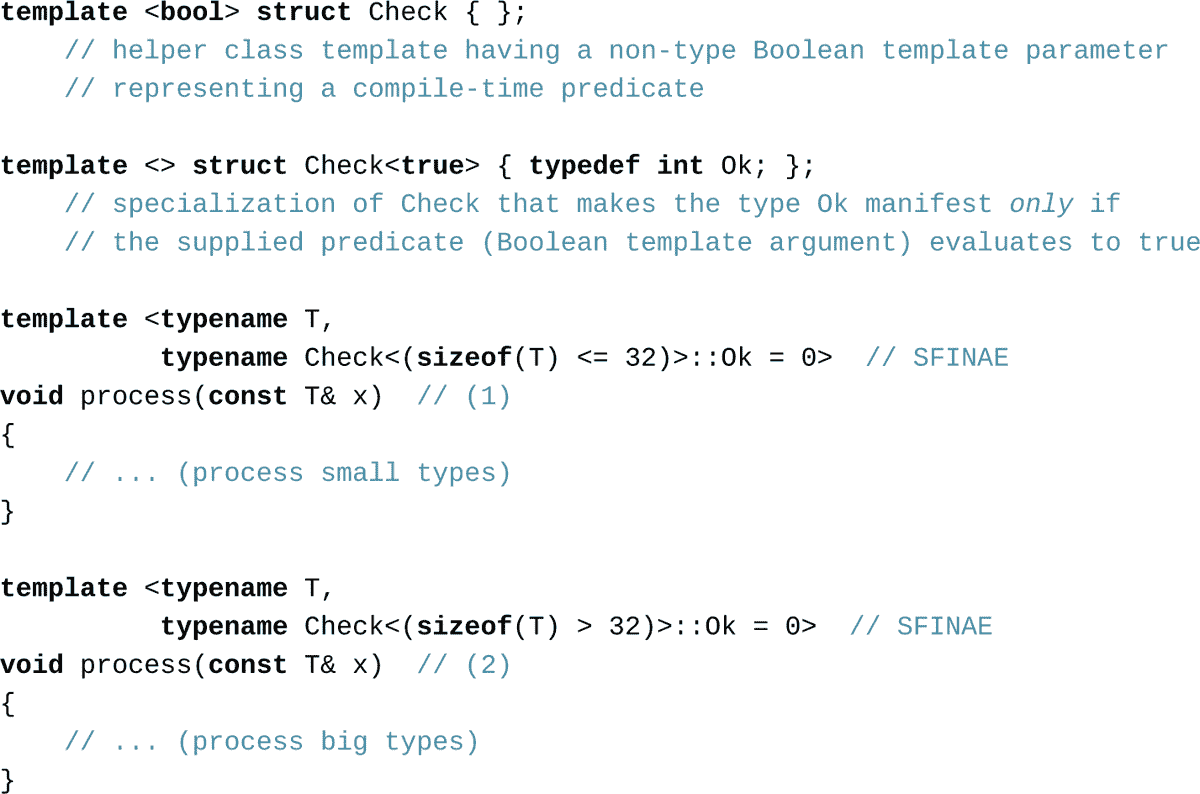 template <bool> struct Check { };
    // helper class template having a non-type Boolean template parameter
    // representing a compile-time predicate

template <> struct Check<true> { typedef int Ok; };
    // specialization of Check that makes the type Ok manifest only if
    // the supplied predicate (Boolean template argument) evaluates to true

template <typename T,
          typename Check<(sizeof(T) <= 32)>::Ok = 0>  // SFINAE
void process(const T& x)  // (1)
{
    // ... (process small types)
}

template <typename T,
          typename Check<(sizeof(T) > 32)>::Ok = 0>  // SFINAE
void process(const T& x)  // (2)
{
    // ... (process big types)
}